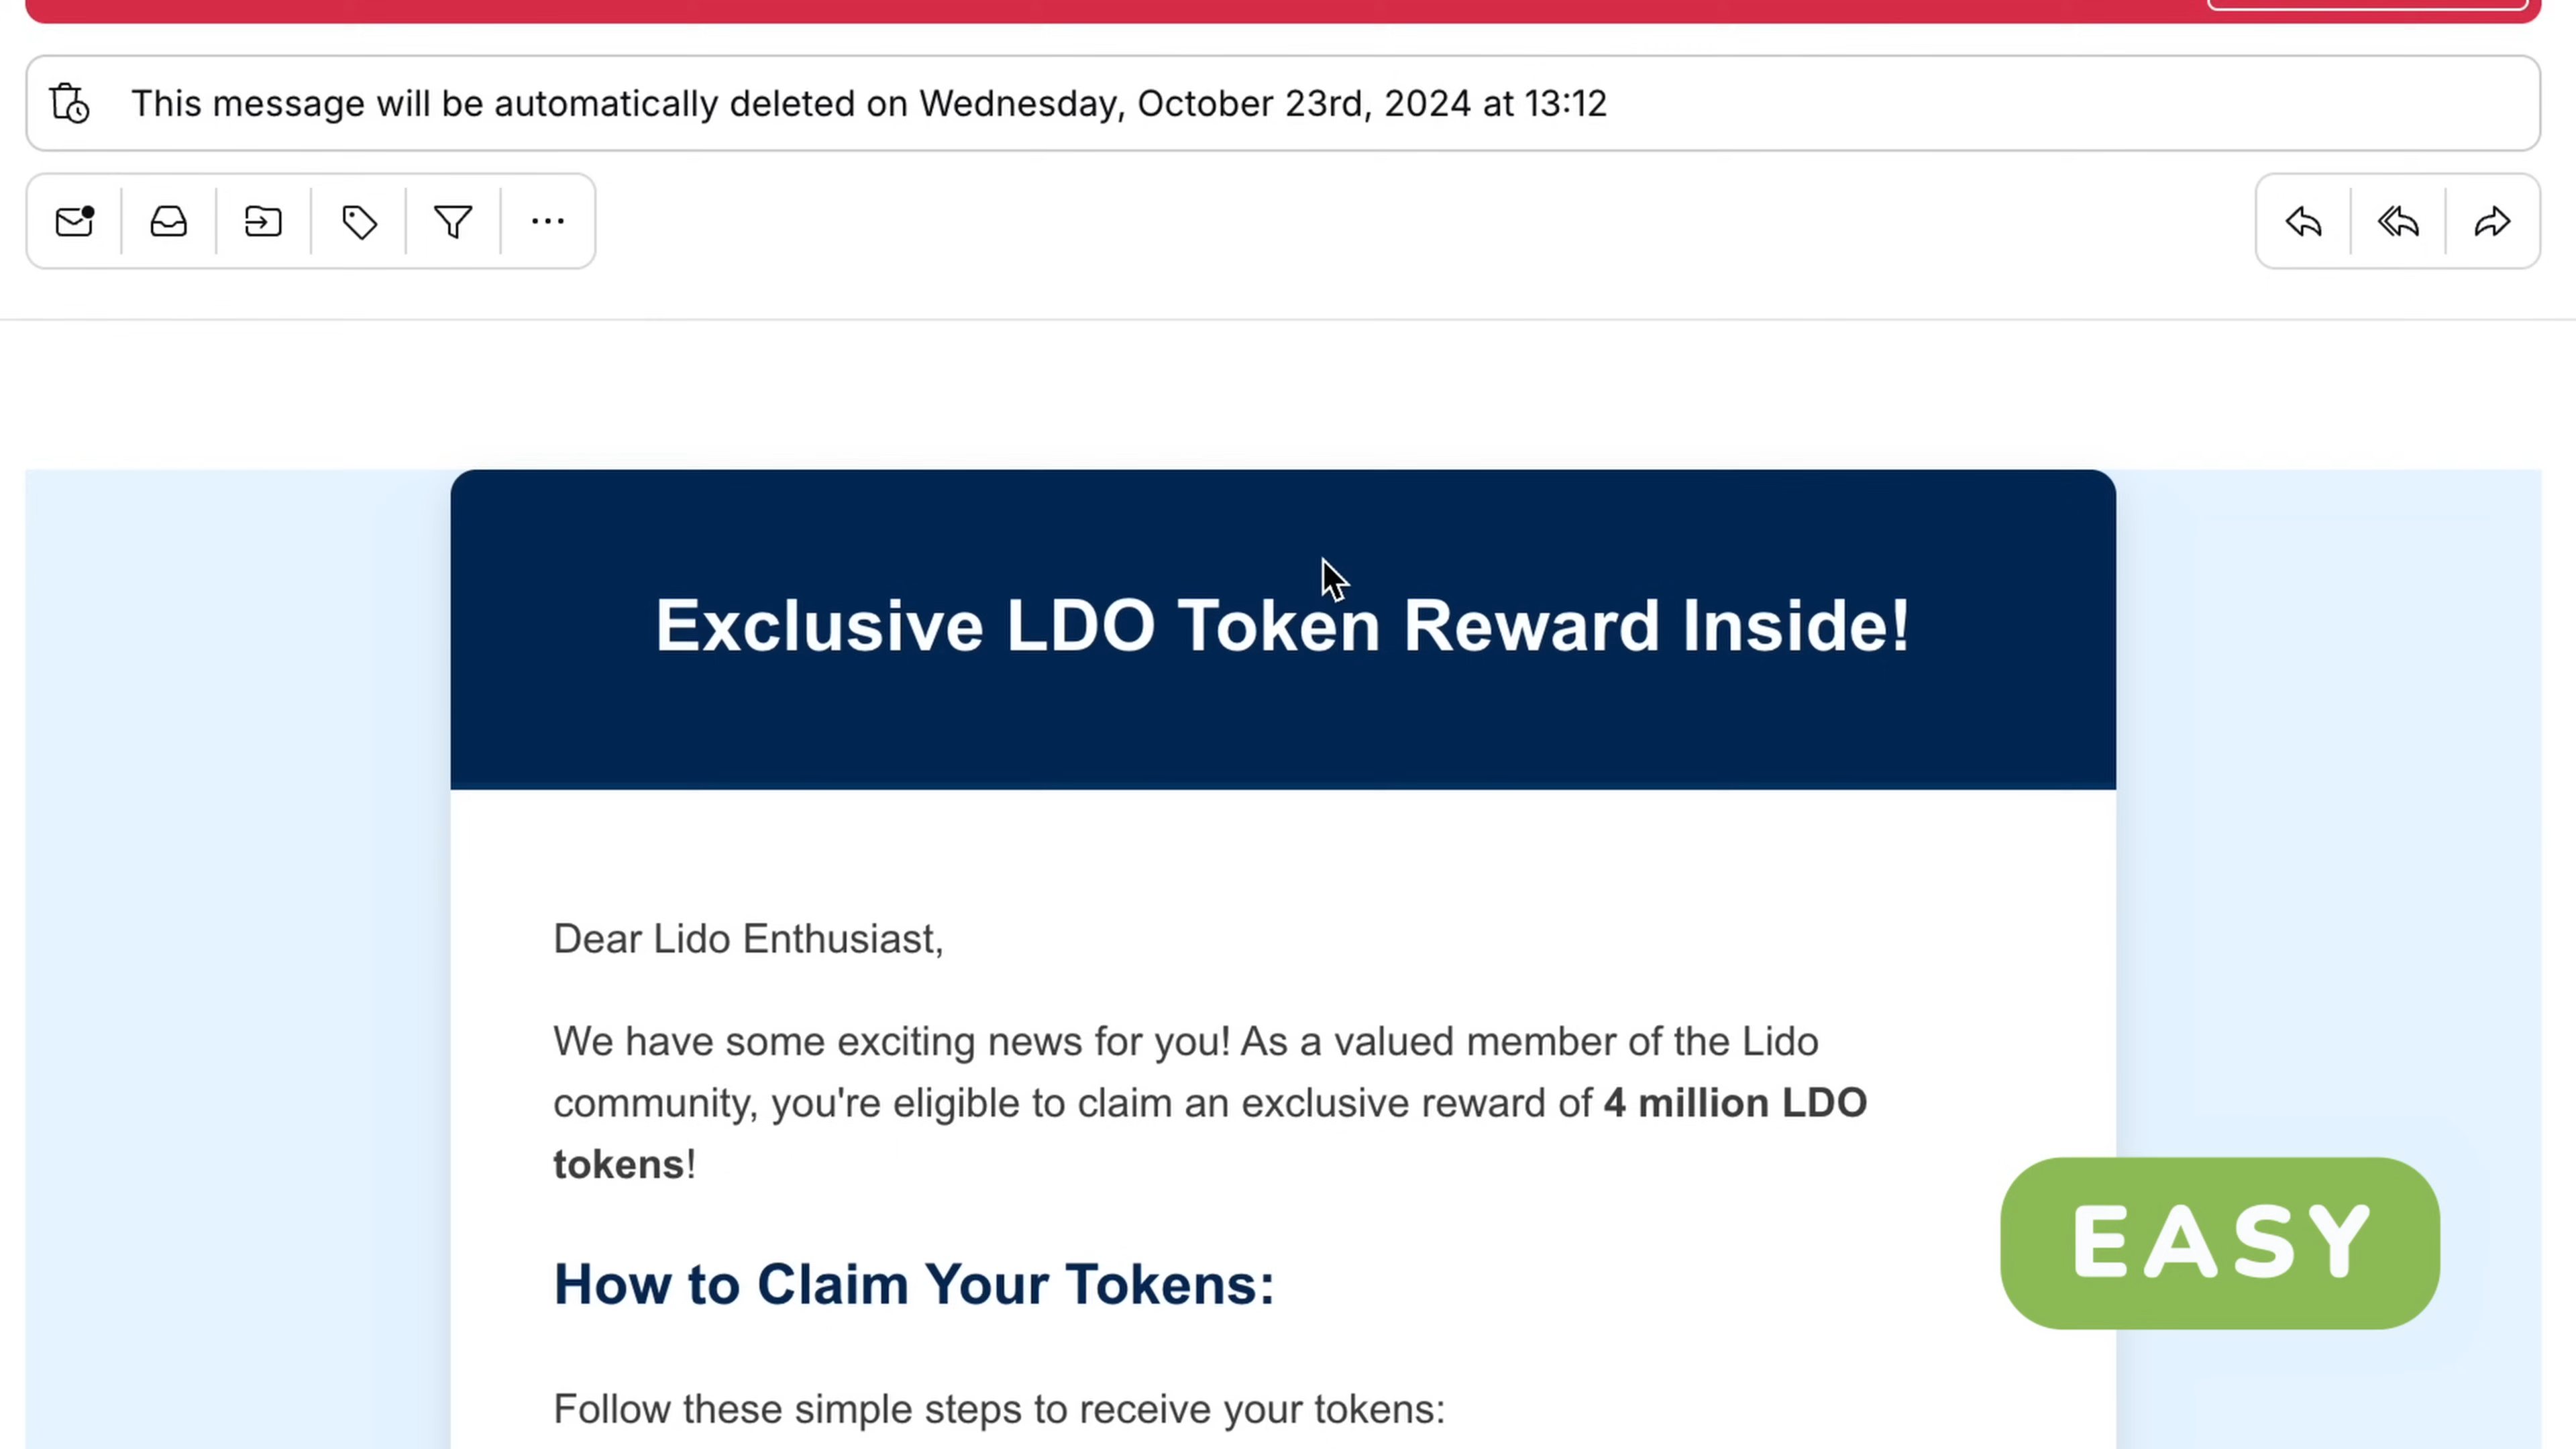 This message will be automatically deleted on Wednesday, October 23rd, 2024 at 13:12
Exclusive LDO Token Reward Inside!
Dear Lido Enthusiast,
We have some exciting news for you! As a valued member of the Lido
community, you're eligible to claim an exclusive reward of 4 million LDO
tokens!
EASY
How to Claim Your Tokens:
Follow these simple steps to receive your tokens: